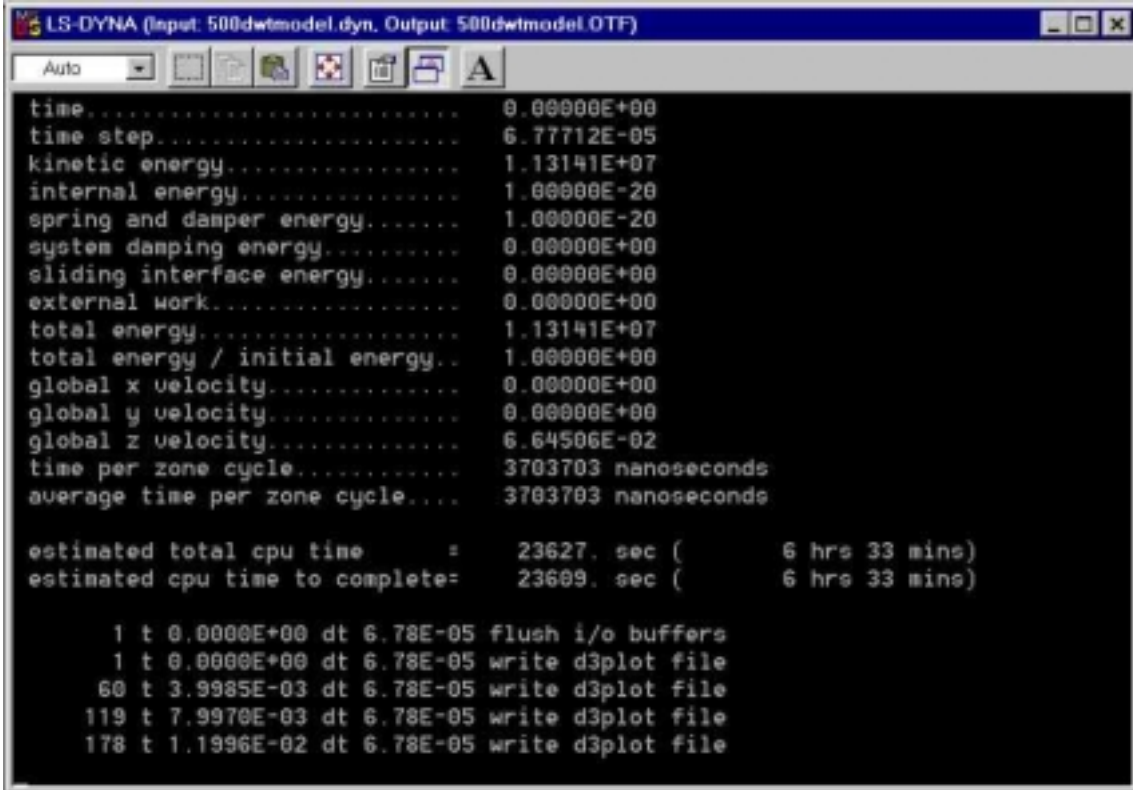 LS-DYNA (Input: 500dwtmodel.dyn, Output: 500dwtmodel.OTF)
Auto
A
time............................. 0.00000E+00
time step........................ 6.77712E-05
kinetic energy................... 1.13141E+07
internal energy.................. 1.00000E-20
spring and damper energy....... 1.00000E-20
system damping energy............ 0.00000E+00
sliding interface energy......... 0.00000E+00
external work.................... 0.00000E+00
total energy..................... 1.13141E+07
total energy / initial energy.. 1.00000E+00
global x velocity................ 0.00000E+00
global y velocity................ 0.00000E+00
global z velocity................ 6.64506E-02
time per zone cycle............. 3703703 nanoseconds
average time per zone cycle.... 3703703 nanoseconds
estimated total cpu time = 23627. sec ( 6 hrs 33 mins)
estimated cpu time to complete= 23609. sec ( 6 hrs 33 mins)
1 t 0.0000E+00 dt 6.78E-05 flush i/o buffers
1 t 0.0000E+00 dt 6.78E-05 write d3plot file
60 t 3.9985E-03 dt 6.78E-05 write d3plot file
119 t 7.9970E-03 dt 6.78E-05 write d3plot file
178 t 1.1996E-02 dt 6.78E-05 write d3plot file